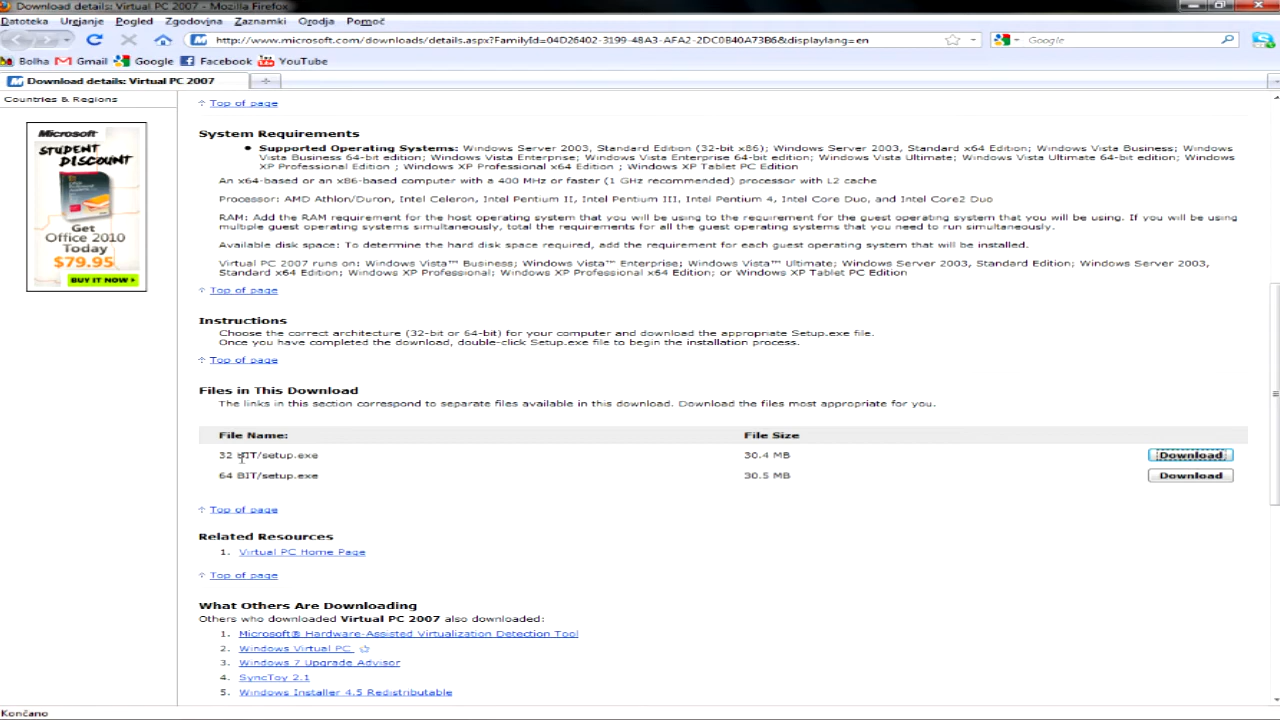 Download details: Virtual PC 2007 - Mozilla Firefox
Datoteka Urejanje Pogled Zgodovina Zaznamki Orodja Pomoč
http://www.microsoft.com/downloads/details.aspx?FamilyId=04D26402-3199-48A3-AFA2-2DC0B40A73B6&displaylang=en
Google
Bolha Gmail Google Facebook YouTube
Download details: Virtual PC 2007
Countries & Regions
Microsoft
STUDENT
DISCOUNT
Get
Office 2010
Today
$79.95
BUY IT NOW
Top of page
System Requirements
Supported Operating Systems: Windows Server 2003, Standard Edition (32-bit x86); Windows Server 2003, Standard x64 Edition; Windows Vista Business; Windows
Vista Business 64-bit edition; Windows Vista Enterprise; Windows Vista Enterprise 64-bit edition; Windows Vista Ultimate; Windows Vista Ultimate 64-bit edition; Windows
XP Professional Edition ; Windows XP Professional x64 Edition ; Windows XP Tablet PC Edition
An x64-based or an x86-based computer with a 400 MHz or faster (1 GHz recommended) processor with L2 cache
Processor: AMD Athlon/Duron, Intel Celeron, Intel Pentium II, Intel Pentium III, Intel Pentium 4, Intel Core Duo, and Intel Core2 Duo
RAM: Add the RAM requirement for the host operating system that you will be using to the requirement for the guest operating system that you will be using. If you will be using
multiple guest operating systems simultaneously, total the requirements for all the guest operating systems that you need to run simultaneously.
Available disk space: To determine the hard disk space required, add the requirement for each guest operating system that will be installed.
Virtual PC 2007 runs on: Windows Vista™ Business; Windows Vista™ Enterprise; Windows Vista™ Ultimate; Windows Server 2003, Standard Edition; Windows Server 2003,
Standard x64 Edition; Windows XP Professional; Windows XP Professional x64 Edition; or Windows XP Tablet PC Edition
Top of page
Instructions
Choose the correct architecture (32-bit or 64-bit) for your computer and download the appropriate Setup.exe file.
Once you have completed the download, double-click Setup.exe file to begin the installation process.
Top of page
Files in This Download
The links in this section correspond to separate files available in this download. Download the files most appropriate for you.
File Name: File Size
32 BIT/setup.exe 30.4 MB Download
64 BIT/setup.exe 30.5 MB Download
Top of page
Related Resources
1. Virtual PC Home Page
Top of page
What Others Are Downloading
Others who downloaded Virtual PC 2007 also downloaded:
1. Microsoft® Hardware-Assisted Virtualization Detection Tool
2. Windows Virtual PC
3. Windows 7 Upgrade Advisor
4. SyncToy 2.1
5. Windows Installer 4.5 Redistributable
Končano